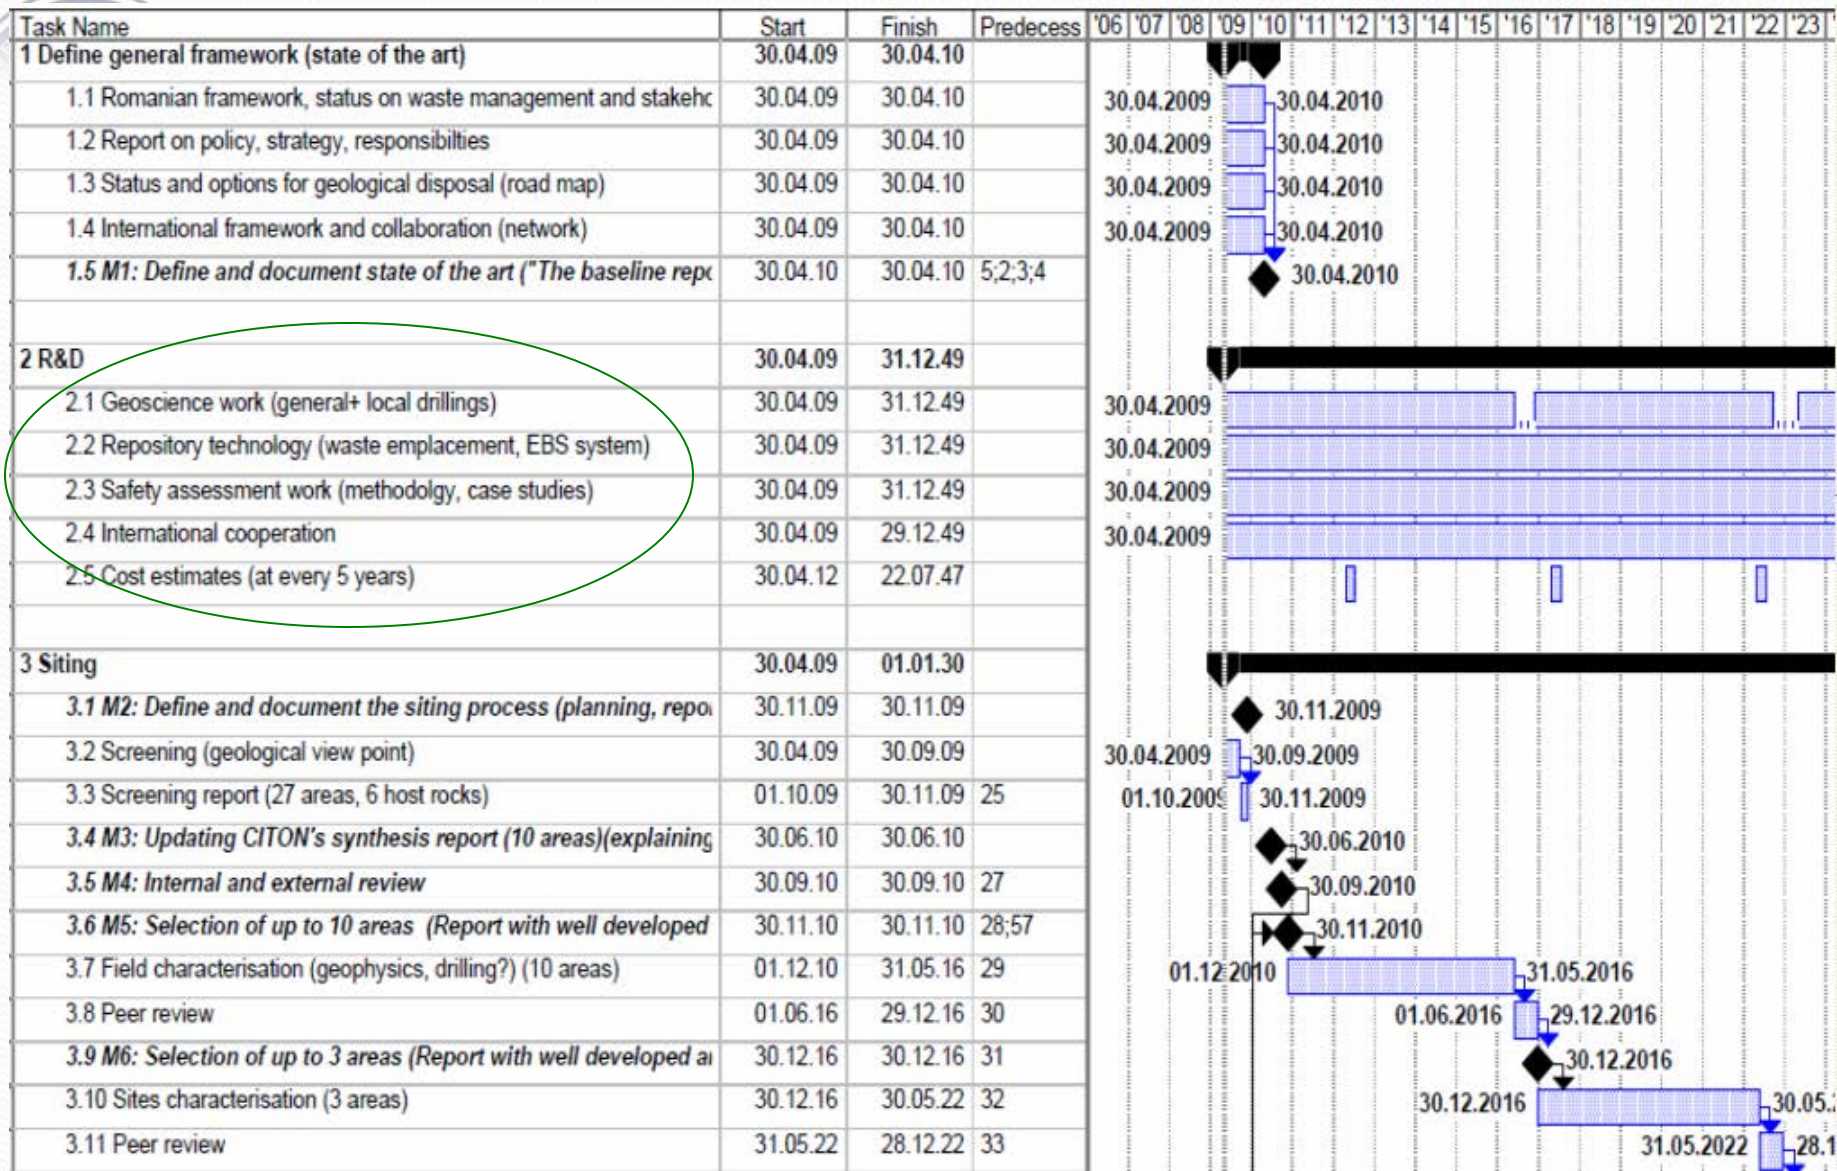 Task Name Start Finish Predecess '06 '07 '08 '09 '10 '11 '12 '13 '14 '15 '16 '17 '18 '19 '20 '21 '22 '23
1 Define general framework (state of the art) 30.04.09 30.04.10
1.1 Romanian framework, status on waste management and stakeho 30.04.09 30.04.10 30.04.2009 30.04.2010
1.2 Report on policy, strategy, responsibilties 30.04.09 30.04.10 30.04.2009 30.04.2010
1.3 Status and options for geological disposal (road map) 30.04.09 30.04.10 30.04.2009 30.04.2010
1.4 International framework and collaboration (network) 30.04.09 30.04.10 30.04.2009 30.04.2010
1.5 M1: Define and document state of the art ("The baseline repo 30.04.10 30.04.10 5;2;3;4 30.04.2010
2 R&D 30.04.09 31.12.49
2.1 Geoscience work (general+ local drillings) 30.04.09 31.12.49 30.04.2009
2.2 Repository technology (waste emplacement, EBS system) 30.04.09 31.12.49 30.04.2009
2.3 Safety assessment work (methodolgy, case studies) 30.04.09 31.12.49 30.04.2009
2.4 International cooperation 30.04.09 29.12.49 30.04.2009
2.5 Cost estimates (at every 5 years) 30.04.12 22.07.47
3 Siting 30.04.09 01.01.30
3.1 M2: Define and document the siting process (planning, repor 30.11.09 30.11.09 30.11.2009
3.2 Screening (geological view point) 30.04.09 30.09.09 30.04.2009 30.09.2009
3.3 Screening report (27 areas, 6 host rocks) 01.10.09 30.11.09 25 01.10.2009 30.11.2009
3.4 M3: Updating CITON's synthesis report (10 areas)(explaining 30.06.10 30.06.10 30.06.2010
3.5 M4: Internal and external review 30.09.10 30.09.10 27 30.09.2010
3.6 M5: Selection of up to 10 areas (Report with well developed 30.11.10 30.11.10 28;57 30.11.2010
3.7 Field characterisation (geophysics, drilling?) (10 areas) 01.12.10 31.05.16 29 01.12.2010 31.05.2016
3.8 Peer review 01.06.16 29.12.16 30 01.06.2016 29.12.2016
3.9 M6: Selection of up to 3 areas (Report with well developed a 30.12.16 30.12.16 31 30.12.2016
3.10 Sites characterisation (3 areas) 30.12.16 30.05.22 32 30.12.2016 30.05.
3.11 Peer review 31.05.22 28.12.22 33 31.05.2022 28.1